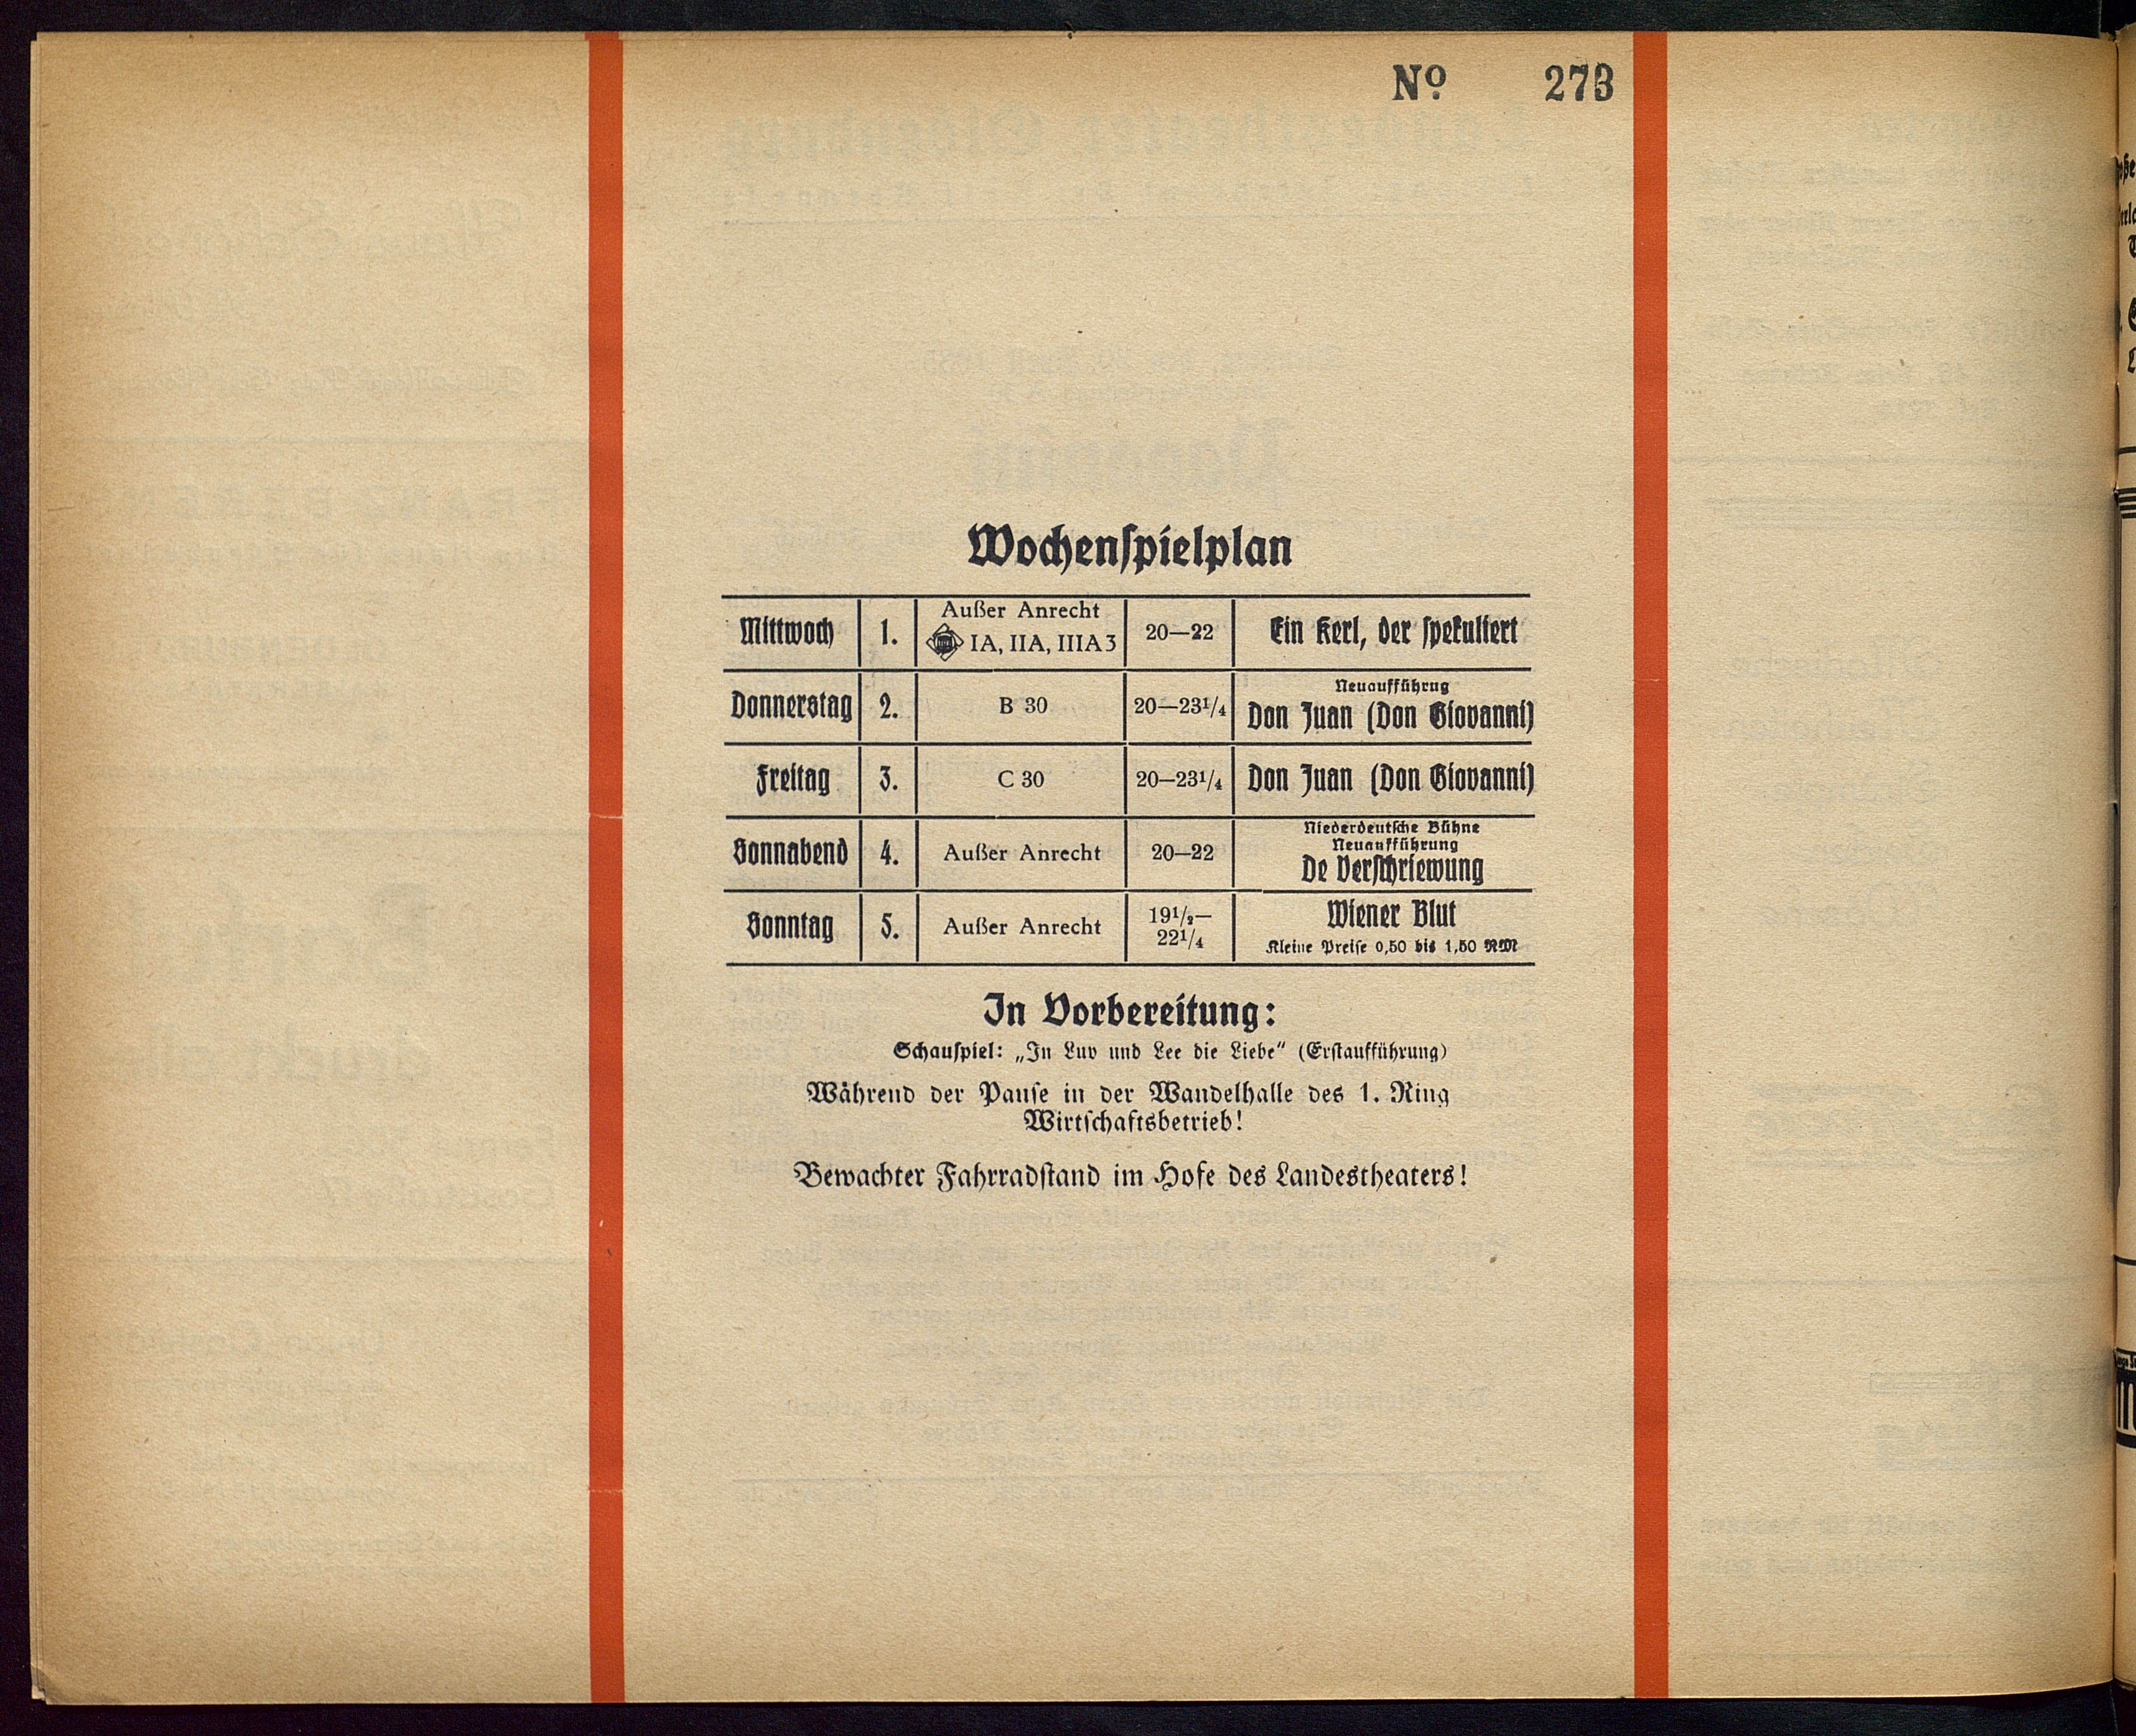 No. 273
Wochenspielplan
Mittwoch 1. Außer Anrecht IA, IIA, IIIA3 20—22 Ein Kerl, der spekuliert
Donnerstag 2. B 30 20—23¼ Neuaufführug Don Juan (Don Giovanni)
Freitag 3. C 30 20—23¼ Don Juan (Don Giovanni)
Sonnabend 4. Außer Anrecht 20—22 Niederdeutsche Bühne Neuaufführung De Verschriewung
Sonntag 5. Außer Anrecht 19½—22¼ Wiener Blut Kleine Preise 0,50 bis 1,50 RM
In Vorbereitung:
Schauspiel: „In Luv und Lee die Liebe" (Erstaufführung)
Während der Pause in der Wandelhalle des 1. Ring
Wirtschaftsbetrieb!
Bewachter Fahrradstand im Hofe des Landestheaters!